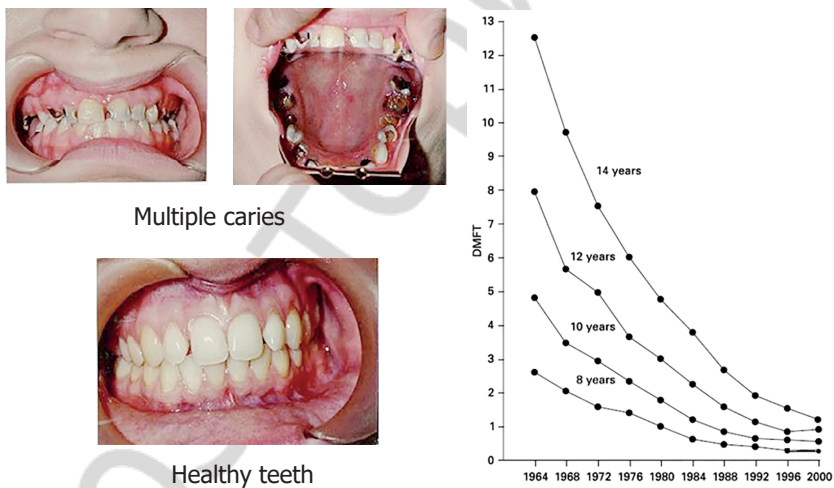 Multiple caries
Healthy teeth
13
12
11
10
9
8
7
6
5
4
3
2
1
0
DMFT
14 years
12 years
10 years
8 years
1964 1968 1972 1976 1980 1984 1988 1992 1996 2000